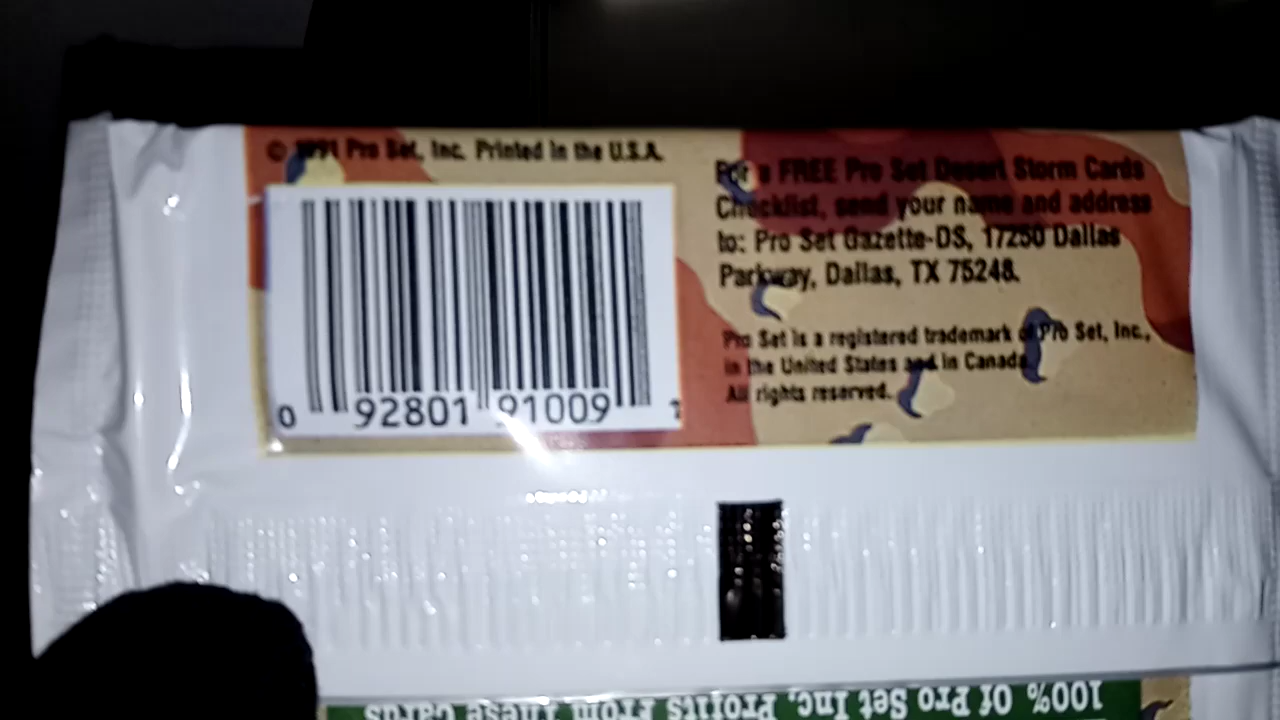 © 1991 Pro Set, Inc. Printed in the U.S.A.
0 92801 91009 1
For a FREE Pro Set Desert Storm Cards
Checklist, send your name and address
to: Pro Set Gazette-DS, 17250 Dallas
Parkway, Dallas, TX 75248.
Pro Set is a registered trademark of Pro Set, Inc.,
in the United States and in Canada.
All rights reserved.
100% Of Pro Set Inc. Profits From These Cards